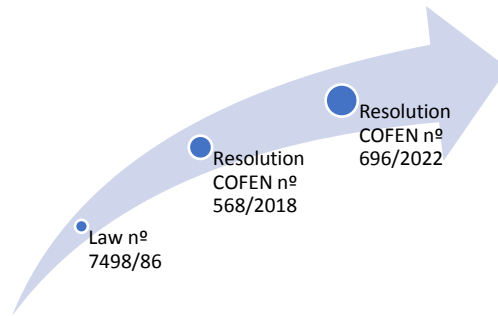 Resolution
COFEN nº
696/2022
Resolution
COFEN nº
568/2018
Law nº
7498/86